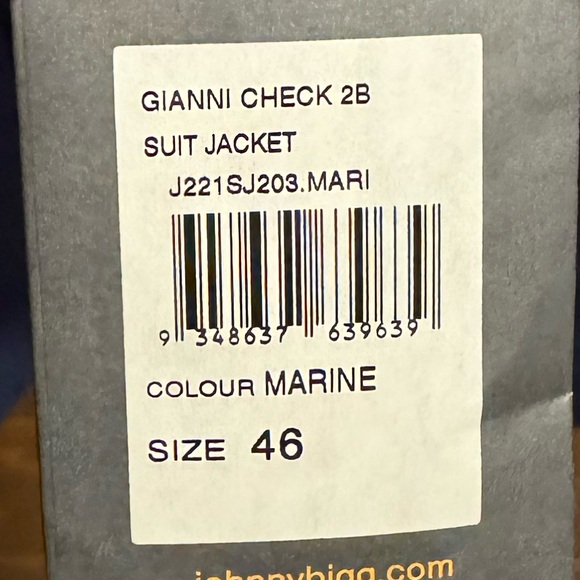 GIANNI CHECK 2B
SUIT JACKET
J221SJ203.MARI
9 348637 639639
COLOUR MARINE
SIZE 46
johnnybigg.com